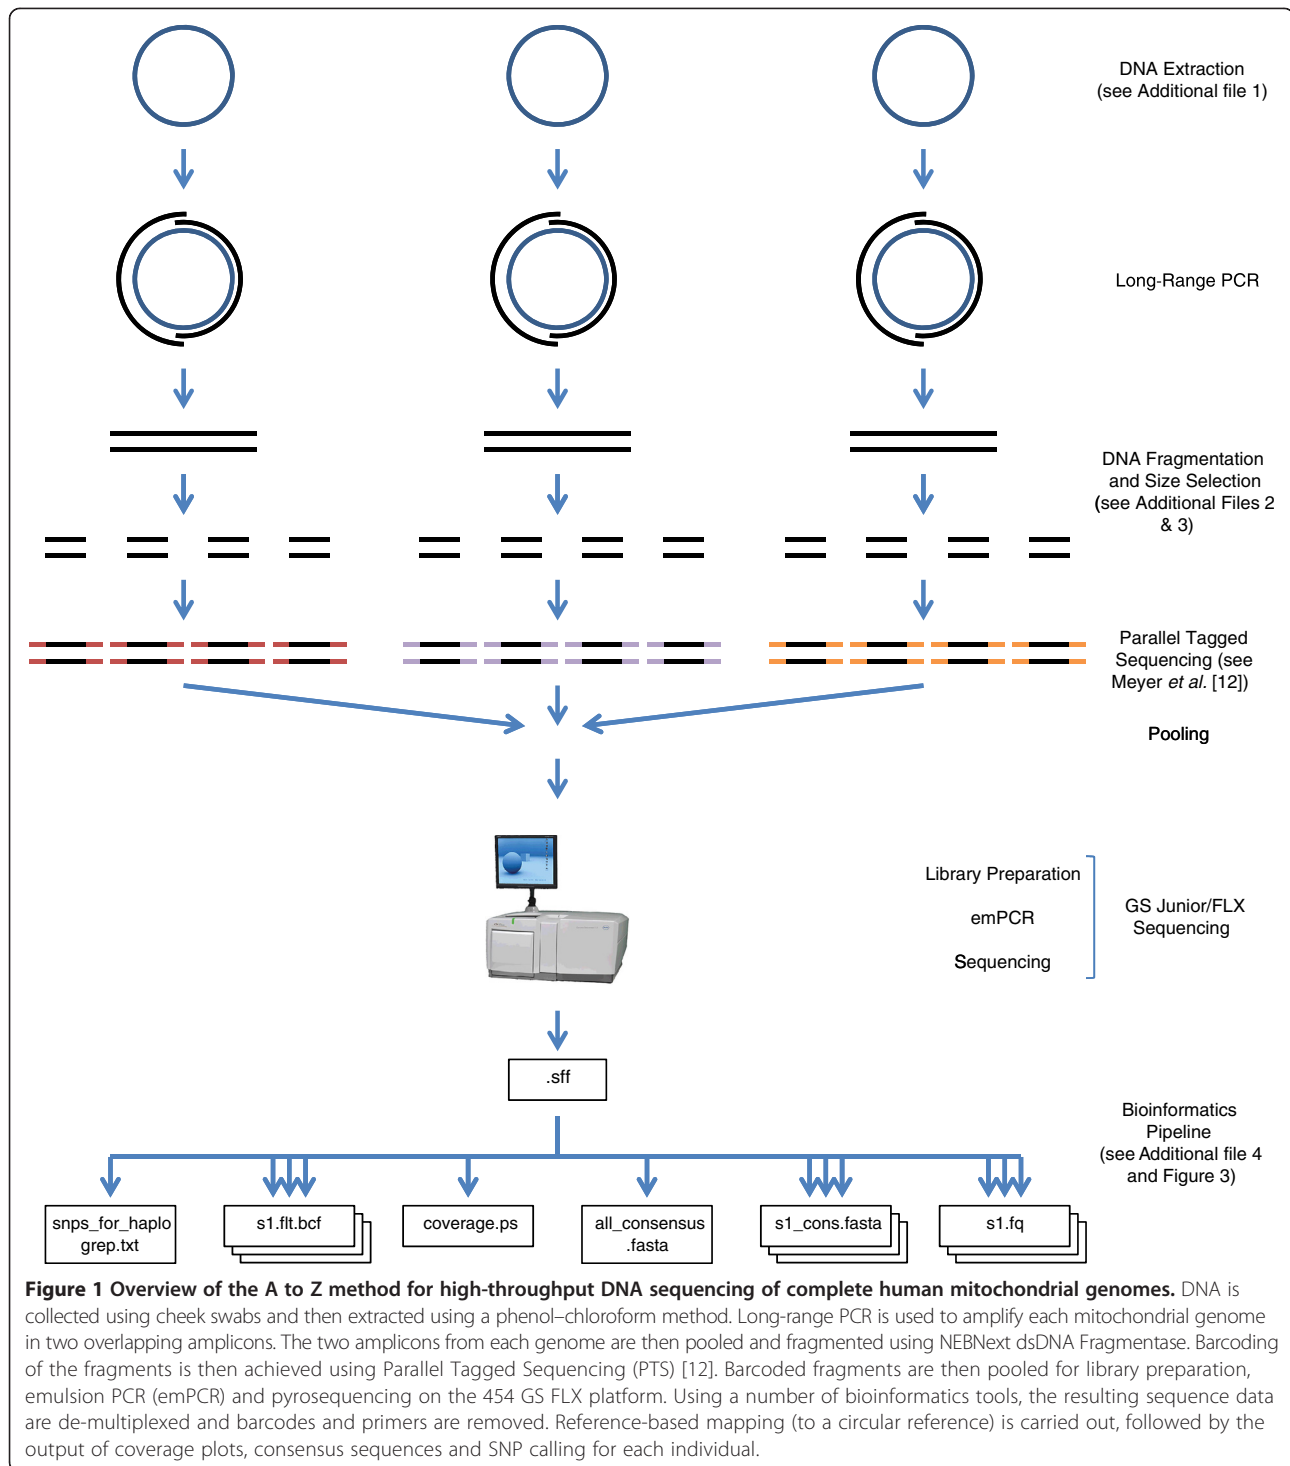 DNA Extraction
(see Additional file 1)
Long-Range PCR
DNA Fragmentation
and Size Selection
(see Additional Files 2
& 3)
Parallel Tagged
Sequencing (see
Meyer et al. [12])
Pooling
Library Preparation
emPCR
Sequencing
GS Junior/FLX
Sequencing
.sff
Bioinformatics
Pipeline
(see Additional file 4
and Figure 3)
snps_for_haplo
grep.txt
s1.flt.bcf
coverage.ps
all_consensus
.fasta
s1_cons.fasta
s1.fq
Figure 1 Overview of the A to Z method for high-throughput DNA sequencing of complete human mitochondrial genomes. DNA is
collected using cheek swabs and then extracted using a phenol–chloroform method. Long-range PCR is used to amplify each mitochondrial genome
in two overlapping amplicons. The two amplicons from each genome are then pooled and fragmented using NEBNext dsDNA Fragmentase. Barcoding
of the fragments is then achieved using Parallel Tagged Sequencing (PTS) [12]. Barcoded fragments are then pooled for library preparation,
emulsion PCR (emPCR) and pyrosequencing on the 454 GS FLX platform. Using a number of bioinformatics tools, the resulting sequence data
are de-multiplexed and barcodes and primers are removed. Reference-based mapping (to a circular reference) is carried out, followed by the
output of coverage plots, consensus sequences and SNP calling for each individual.